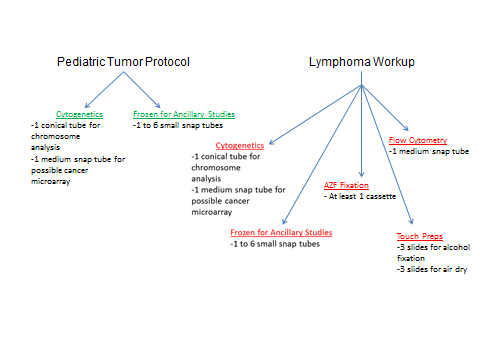 Pediatric Tumor Protocol
Cytogenetics
-1 conical tube for
chromosome
analysis
-1 medium snap tube for
possible cancer
microarray
Frozen for Ancillary Studies
-1 to 6 small snap tubes
Lymphoma Workup
Cytogenetics
-1 conical tube for
chromosome
analysis
-1 medium snap tube for
possible cancer
microarray
Frozen for Ancillary Studies
-1 to 6 small snap tubes
AZF Fixation
- At least 1 cassette
Flow Cytometry
-1 medium snap tube
Touch Preps
-3 slides for alcohol
fixation
-3 slides for air dry